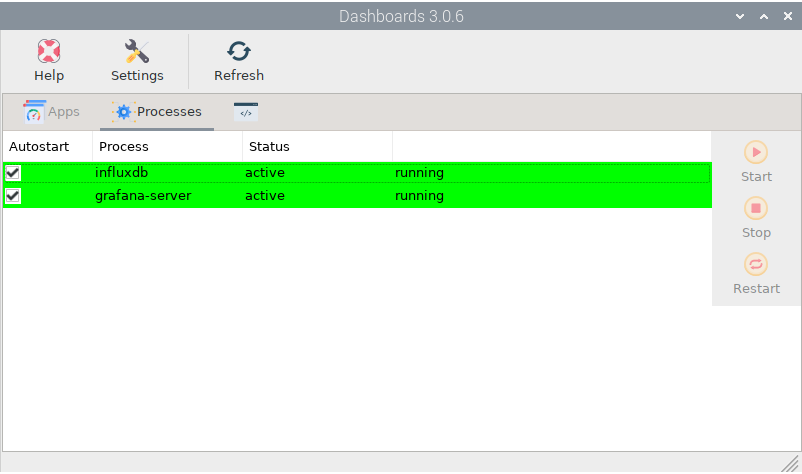 Dashboards 3.0.6
Help Settings Refresh
Apps Processes </>
Autostart Process Status
influxdb active running
grafana-server active running
Start
Stop
Restart